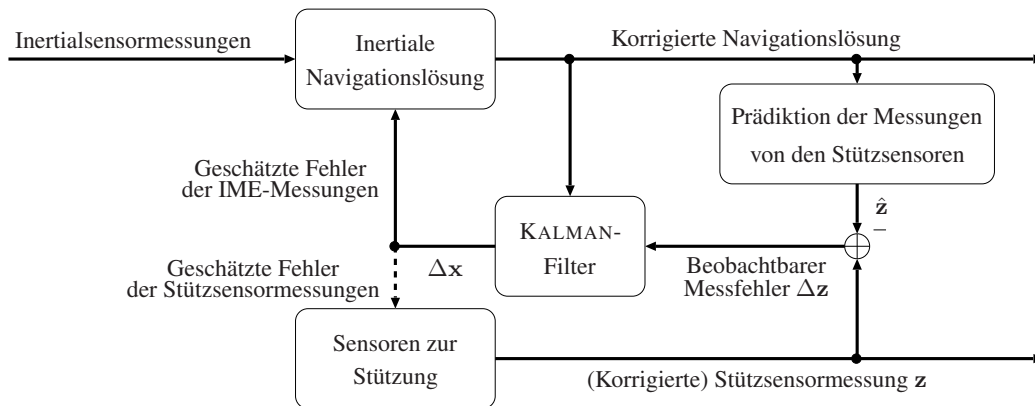 Inertialsensormessungen
Inertiale
Navigationslösung
Korrigierte Navigationslösung
Prädiktion der Messungen
von den Stützsensoren
Geschätzte Fehler
der IME-Messungen
ẑ
−
KALMAN-
Filter
Δx
Beobachtbarer
Messfehler Δz
Geschätzte Fehler
der Stützsensormessungen
Sensoren zur
Stützung
(Korrigierte) Stützsensormessung z